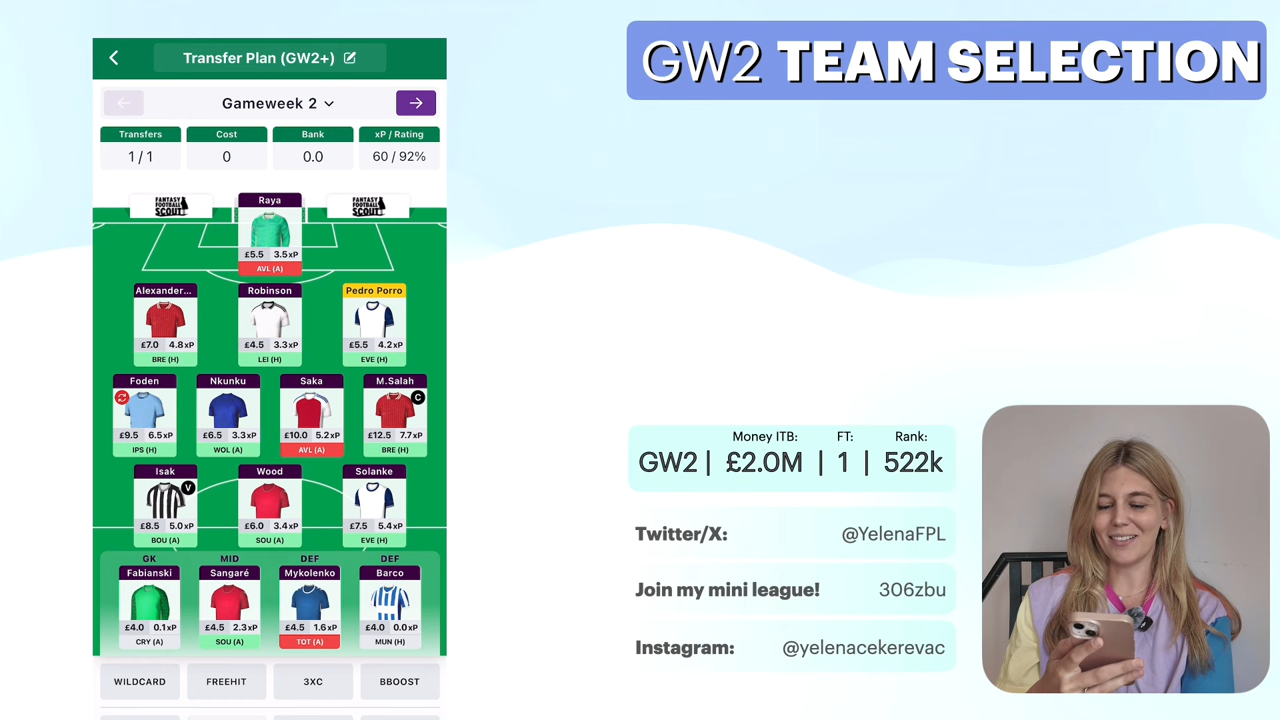 GW2 TEAM SELECTION
Transfer Plan (GW2+)
Gameweek 2
Transfers Cost Bank xP / Rating
1 / 1 0 0.0 60 / 92%
FANTASY FOOTBALL SCOUT
FANTASY FOOTBALL SCOUT
Raya
£5.5 3.5xP
AVL (A)
Alexander... Robinson Pedro Porro
£7.0 4.8xP £4.5 3.3xP £5.5 4.2xP
BRE (H) LEI (H) EVE (H)
Foden Nkunku Saka M.Salah
C
£9.5 6.5xP £6.5 3.3xP £10.0 5.2xP £12.5 7.7xP
IPS (H) WOL (A) AVL (A) BRE (H)
Isak Wood Solanke
V
£8.5 5.0xP £6.0 3.4xP £7.5 5.4xP
BOU (A) SOU (A) EVE (H)
GK MID DEF DEF
Fabianski Sangaré Mykolenko Barco
£4.0 0.1xP £4.5 2.3xP £4.5 1.6xP £4.0 0.0xP
CRY (A) SOU (A) TOT (A) MUN (H)
WILDCARD FREEHIT 3XC BBOOST
Money ITB: FT: Rank:
GW2 | £2.0M | 1 | 522k
Twitter/X: @YelenaFPL
Join my mini league! 306zbu
Instagram: @yelenacekerevac